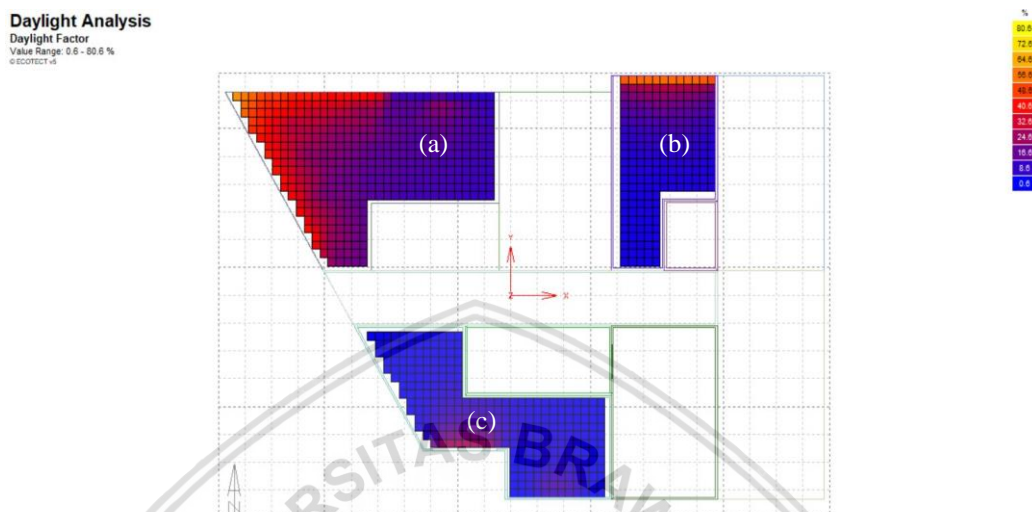 Daylight Analysis
Daylight Factor
Value Range: 0.6 - 80.6 %
© ECOTECT v5
%
80.6
72.6
64.6
56.6
48.6
40.6
32.6
24.6
16.6
8.6
0.6
(a)
(b)
Y
Z
X
(c)
RSITAS BRAW
N